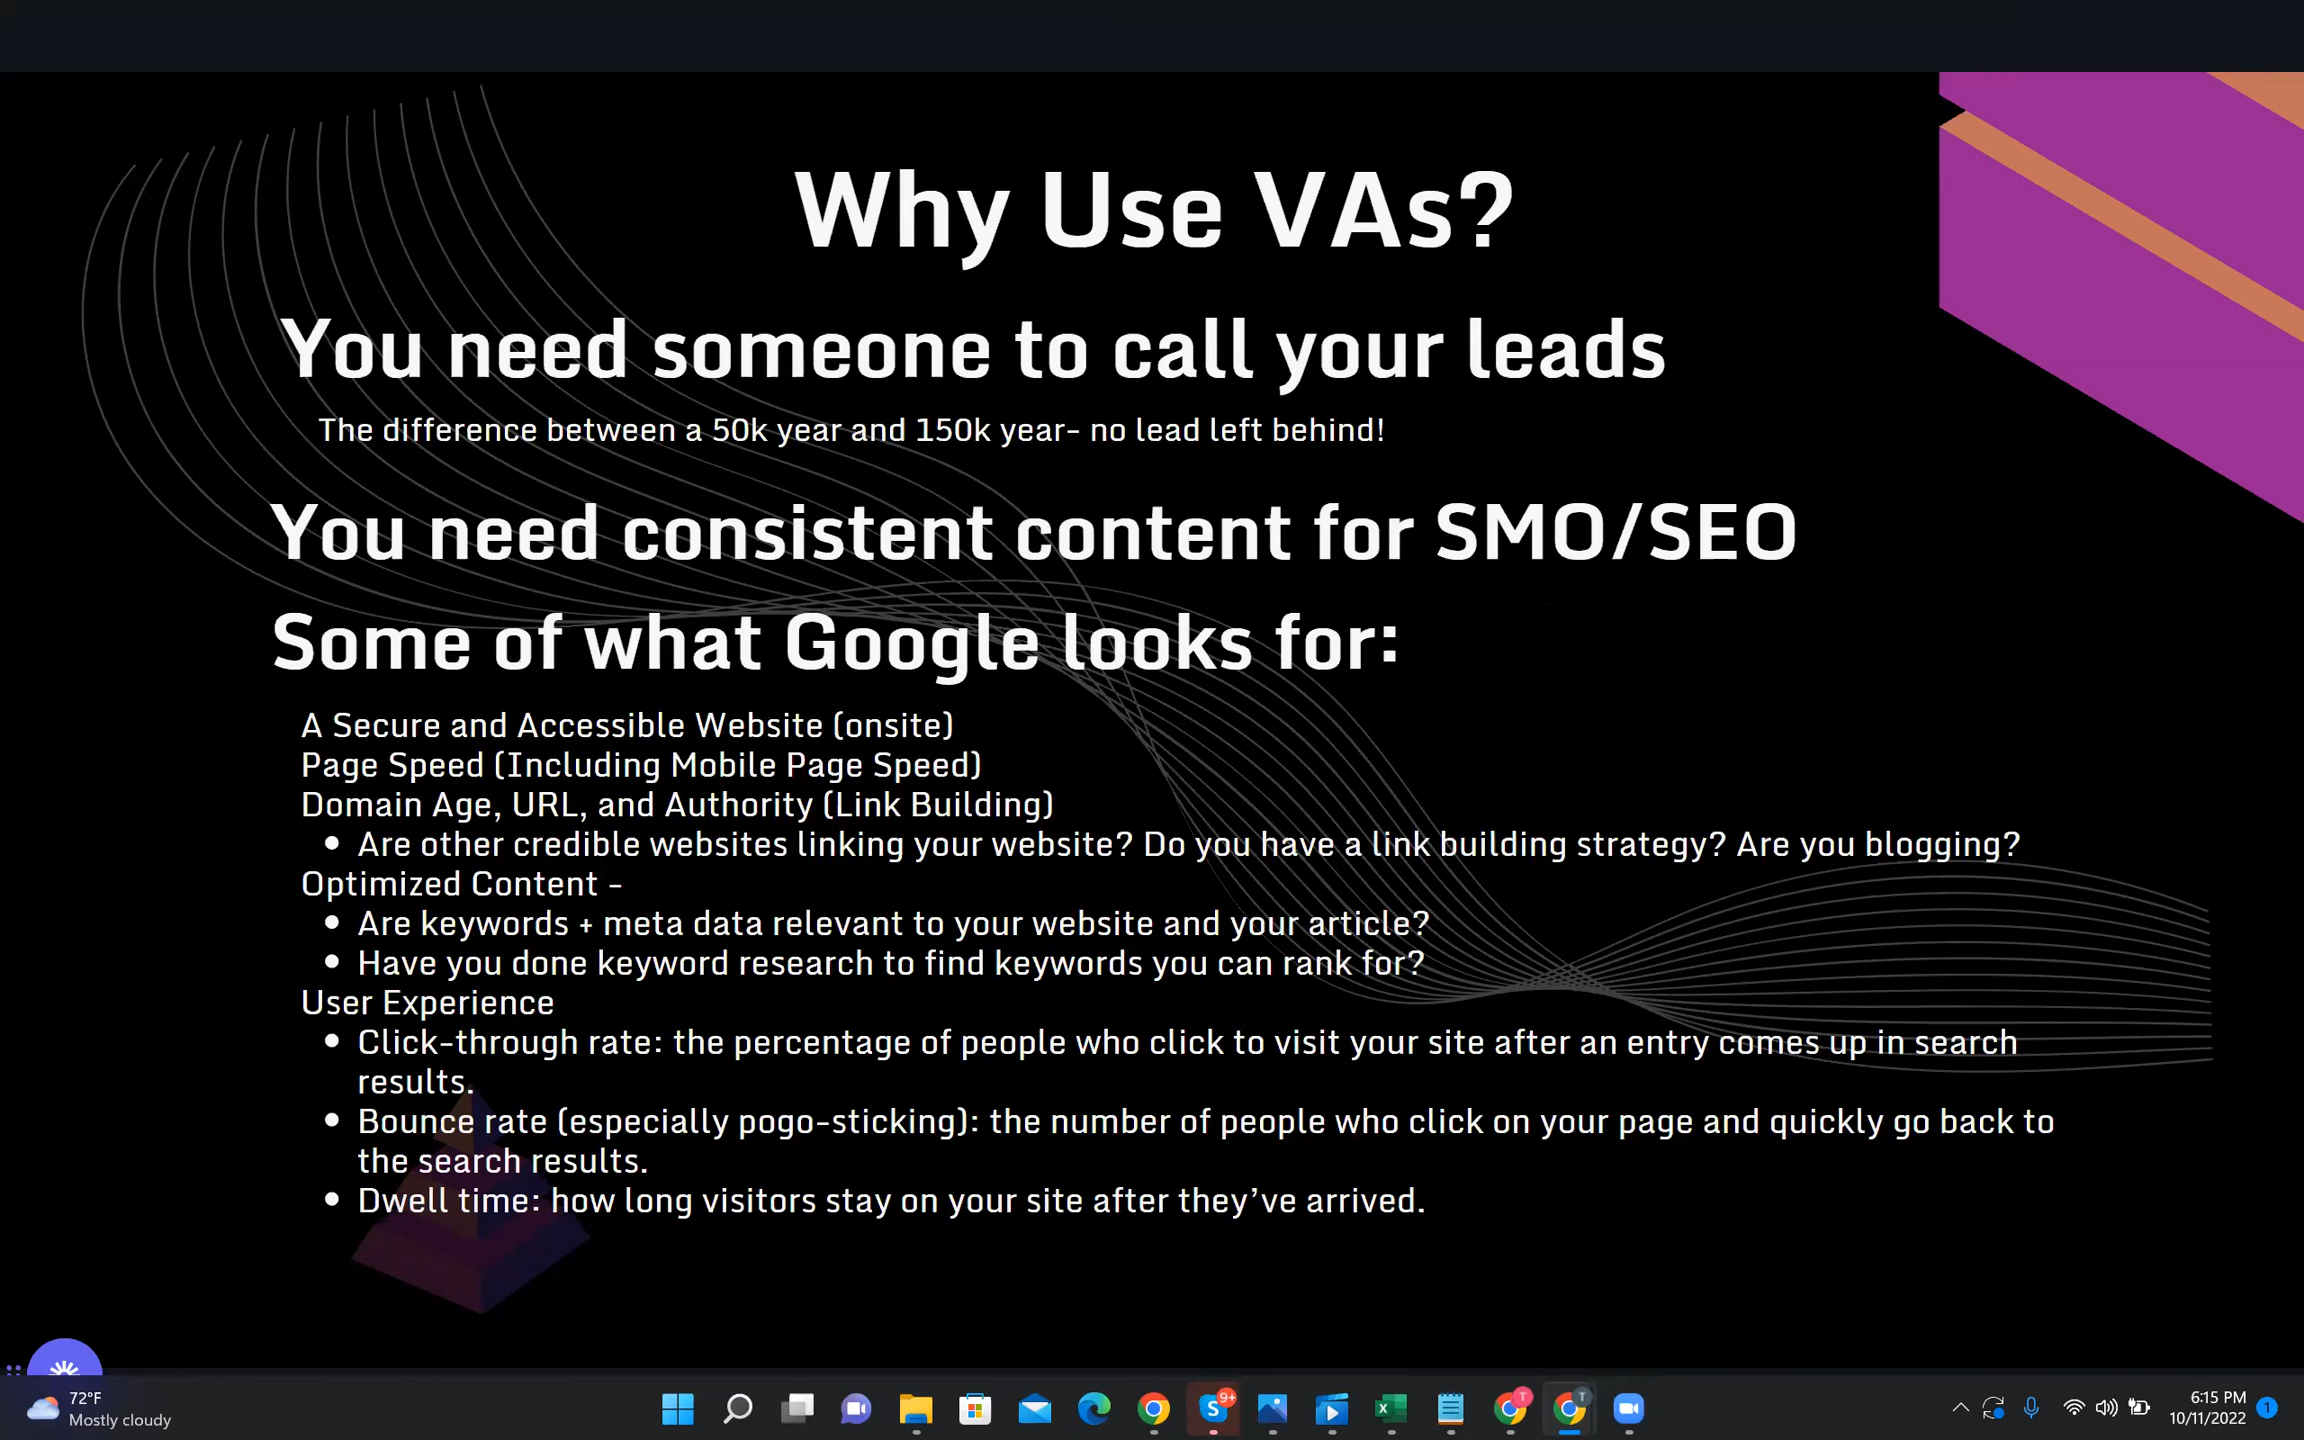 Why Use VAs?
You need someone to call your leads
The difference between a 50k year and 150k year- no lead left behind!
You need consistent content for SMO/SEO
Some of what Google looks for:
A Secure and Accessible Website (onsite)
Page Speed (Including Mobile Page Speed)
Domain Age, URL, and Authority (Link Building)
• Are other credible websites linking your website? Do you have a link building strategy? Are you blogging?
Optimized Content -
• Are keywords + meta data relevant to your website and your article?
• Have you done keyword research to find keywords you can rank for?
User Experience
• Click-through rate: the percentage of people who click to visit your site after an entry comes up in search
results.
• Bounce rate (especially pogo-sticking): the number of people who click on your page and quickly go back to
the search results.
• Dwell time: how long visitors stay on your site after they’ve arrived.
72°F
Mostly cloudy
S 9+
X
T
T
6:15 PM
10/11/2022
1